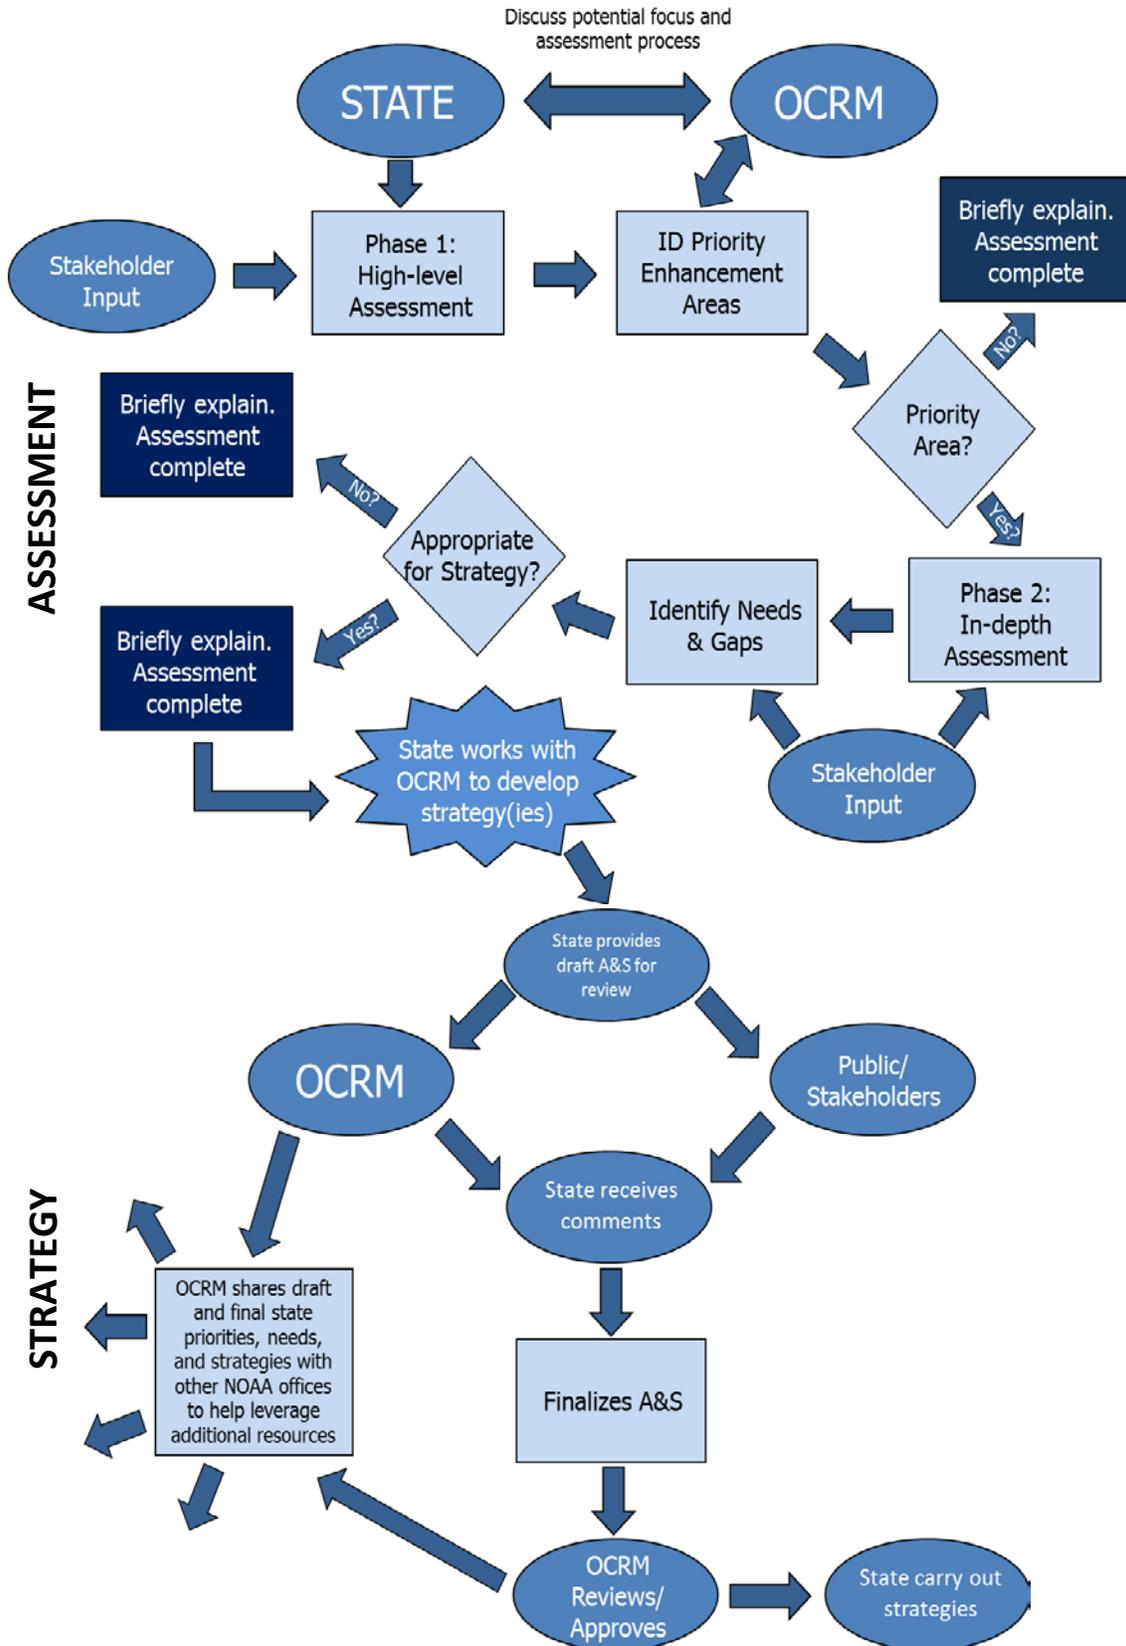 Discuss potential focus and
assessment process
STATE
OCRM
Stakeholder
Input
Phase 1:
High-level
Assessment
ID Priority
Enhancement
Areas
Briefly explain.
Assessment
complete
No?
Priority
Area?
Yes?
ASSESSMENT
Briefly explain.
Assessment
complete
No?
Appropriate
for Strategy?
Yes?
Identify Needs
& Gaps
Phase 2:
In-depth
Assessment
Briefly explain.
Assessment
complete
State works with
OCRM to develop
strategy(ies)
Stakeholder
Input
State provides
draft A&S for
review
OCRM
Public/
Stakeholders
State receives
comments
STRATEGY
OCRM shares draft
and final state
priorities, needs,
and strategies with
other NOAA offices
to help leverage
additional resources
Finalizes A&S
OCRM
Reviews/
Approves
State carry out
strategies